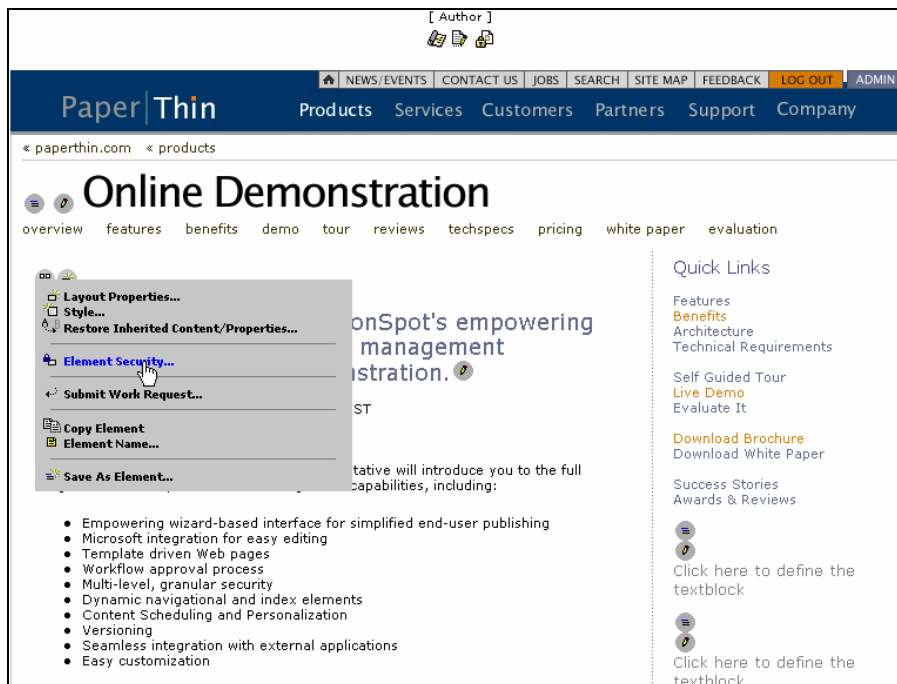 [ Author ]
NEWS/EVENTS CONTACT US JOBS SEARCH SITE MAP FEEDBACK LOG OUT ADMIN
Paper Thin
Products Services Customers Partners Support Company
« paperthin.com « products
Online Demonstration
overview features benefits demo tour reviews techspecs pricing white paper evaluation
Layout Properties...
Style...
Restore Inherited Content/Properties...
Element Security...
Submit Work Request...
Copy Element
Element Name...
Save As Element...
onSpot's empowering
management
stration.
ST
tative will introduce you to the full
capabilities, including:
• Empowering wizard-based interface for simplified end-user publishing
• Microsoft integration for easy editing
• Template driven Web pages
• Workflow approval process
• Multi-level, granular security
• Dynamic navigational and index elements
• Content Scheduling and Personalization
• Versioning
• Seamless integration with external applications
• Easy customization
Quick Links
Features
Benefits
Architecture
Technical Requirements
Self Guided Tour
Live Demo
Evaluate It
Download Brochure
Download White Paper
Success Stories
Awards & Reviews
Click here to define the
textblock
Click here to define the
textblock